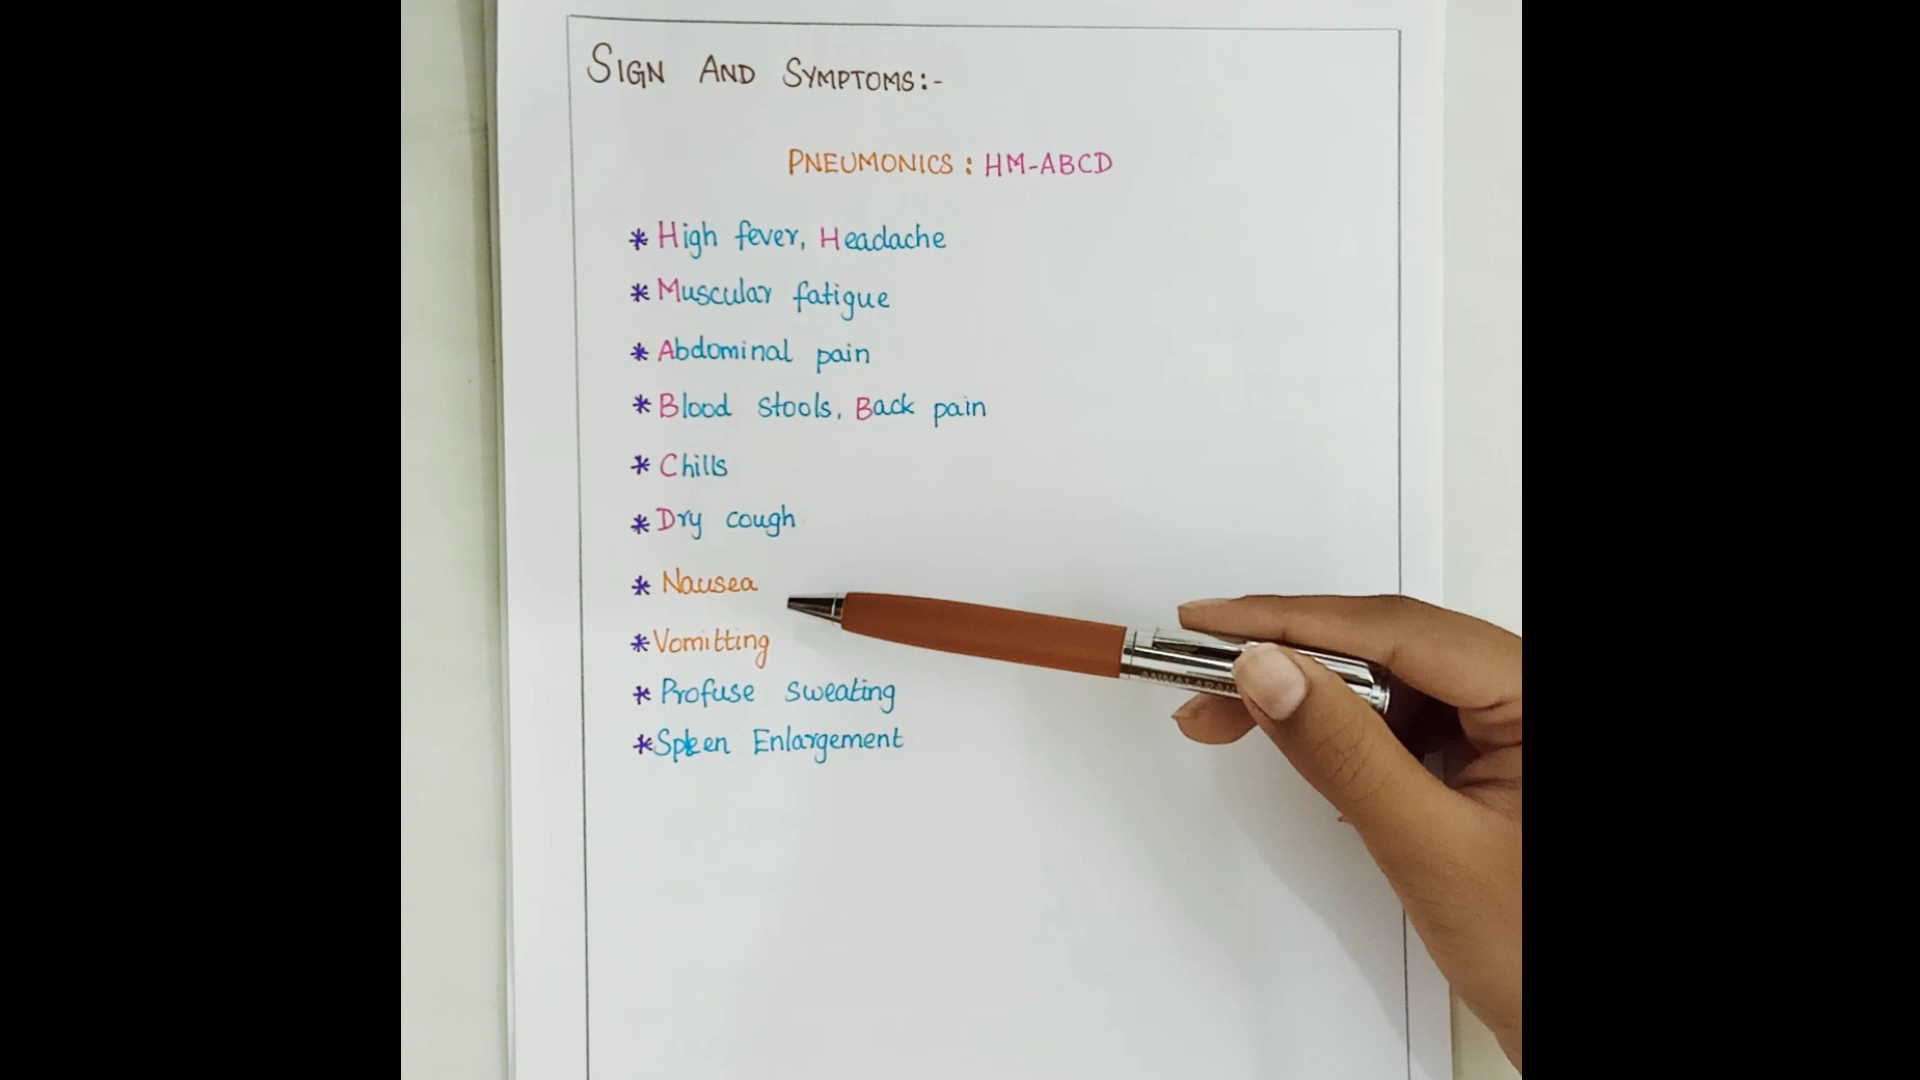 SIGN AND SYMPTOMS:-
PNEUMONICS : HM-ABCD
* High fever, Headache
* Muscular fatigue
* Abdominal pain
* Blood stools, Back pain
* Chills
* Dry cough
* Nausea
* Vomitting
* Profuse sweating
* Spleen Enlargement